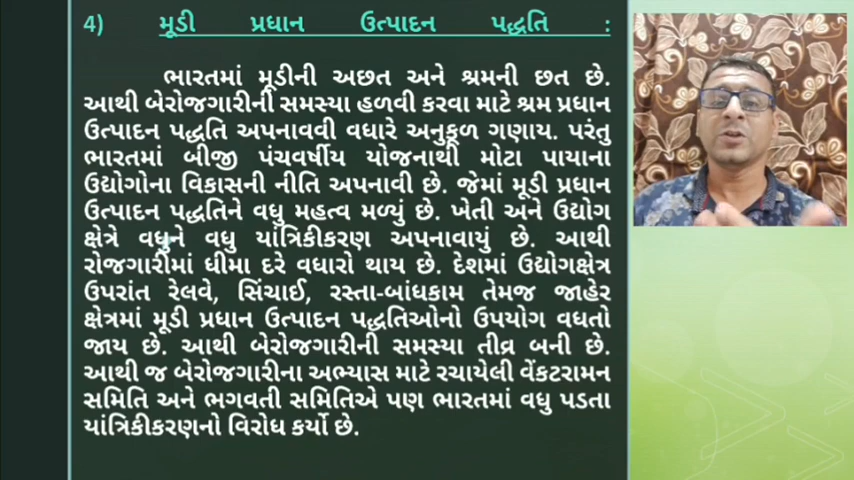 4) મૂડી પ્રધાન ઉત્પાદન પદ્ધતિ :
ભારતમાં મૂડીની અછત અને શ્રમની છત છે.
આથી બેરોજગારીની સમસ્યા હળવી કરવા માટે શ્રમ પ્રધાન
ઉત્પાદન પદ્ધતિ અપનાવવી વધારે અનુકૂળ ગણાય. પરંતુ
ભારતમાં બીજી પંચવર્ષીય યોજનાથી મોટા પાયાના
ઉદ્યોગોના વિકાસની નીતિ અપનાવી છે. જેમાં મૂડી પ્રધાન
ઉત્પાદન પદ્ધતિને વધુ મહત્વ મળ્યું છે. ખેતી અને ઉદ્યોગ
ક્ષેત્રે વધુને વધુ યાંત્રિકીકરણ અપનાવાયું છે. આથી
રોજગારીમાં ધીમા દરે વધારો થાય છે. દેશમાં ઉદ્યોગક્ષેત્ર
ઉપરાંત રેલવે, સિંચાઈ, રસ્તા-બાંધકામ તેમજ જાહેર
ક્ષેત્રમાં મૂડી પ્રધાન ઉત્પાદન પદ્ધતિઓનો ઉપયોગ વધતો
જાય છે. આથી બેરોજગારીની સમસ્યા તીવ્ર બની છે.
આથી જ બેરોજગારીના અભ્યાસ માટે રચાયેલી વેંકટરામન
સમિતિ અને ભગવતી સમિતિએ પણ ભારતમાં વધુ પડતા
યાંત્રિકીકરણનો વિરોધ કર્યો છે.